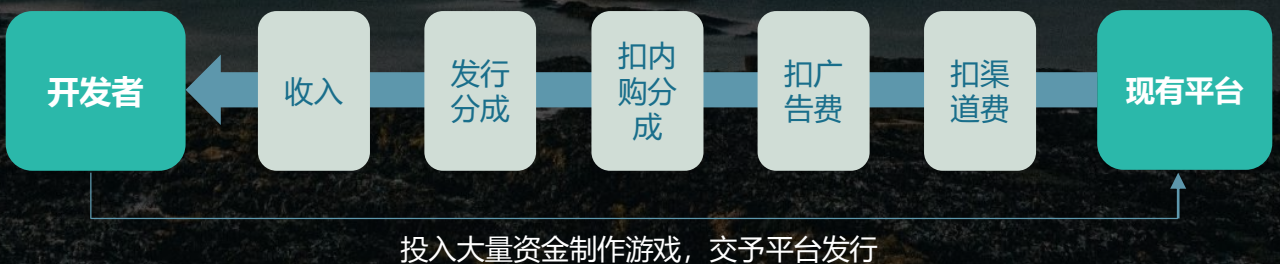 开发者
收入
发行
分成
扣内
购分
成
扣广
告费
扣渠
道费
现有平台
投入大量资金制作游戏，交予平台发行